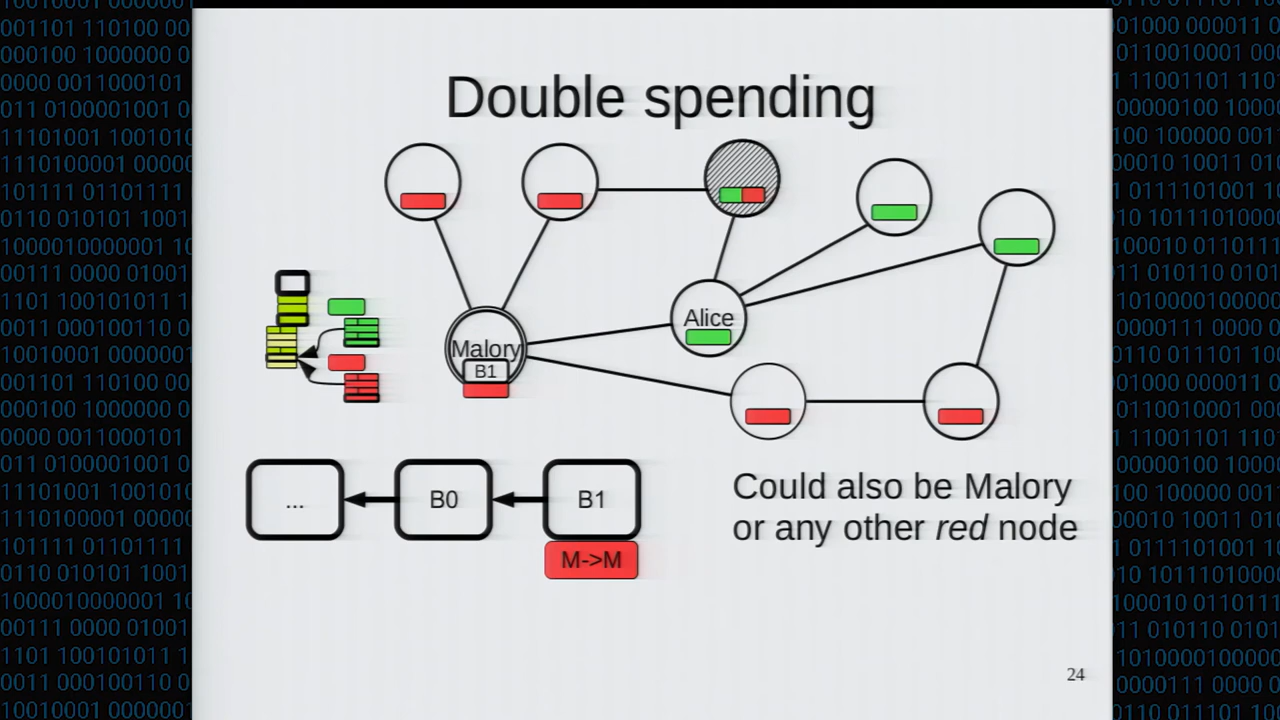 Double spending
Alice
Malory
B1
...
B0
B1
M->M
Could also be Malory
or any other red node
24